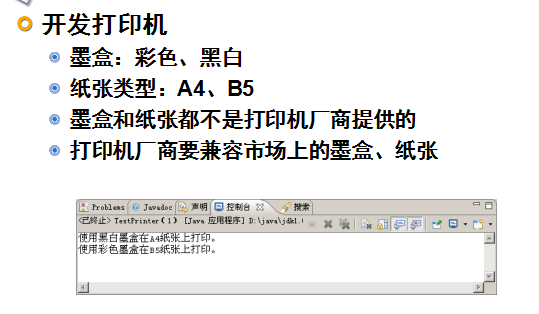 开发打印机
墨盒：彩色、黑白
纸张类型：A4、B5
墨盒和纸张都不是打印机厂商提供的
打印机厂商要兼容市场上的墨盒、纸张
Problems @ Javadoc 声明 控制台 搜索
<已终止> TestPrinter (1) [Java 应用程序] D:\java\jdk1.
使用黑白墨盒在A4纸张上打印。
使用彩色墨盒在B5纸张上打印。